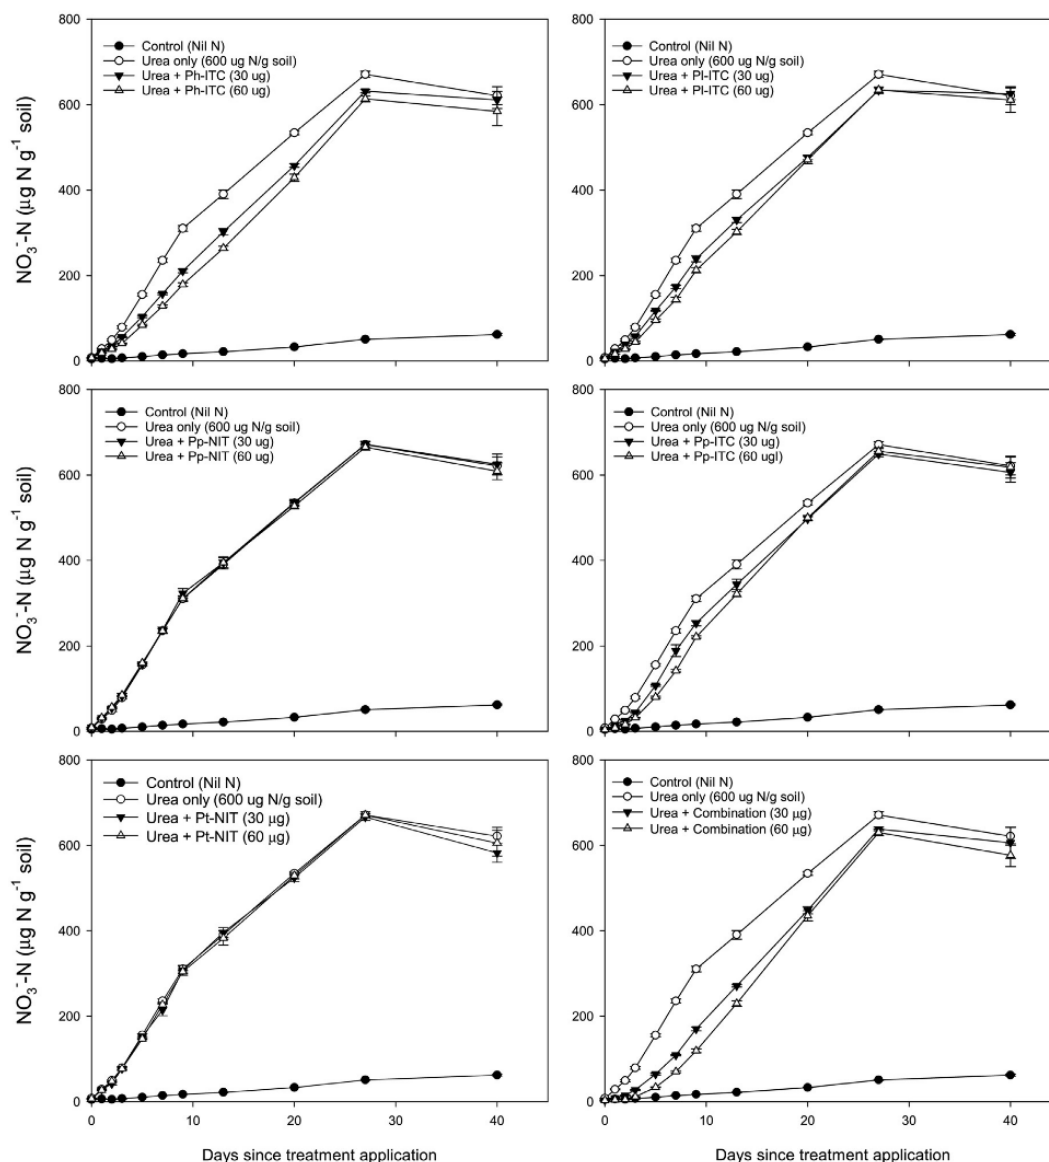 800
600
400
200
0
NO3⁻-N (μg N g⁻¹ soil)
Control (Nil N)
Urea only (600 ug N/g soil)
Urea + Ph-ITC (30 ug)
Urea + Ph-ITC (60 ug)
800
600
400
200
0
Control (Nil N)
Urea only (600 ug N/g soil)
Urea + PI-ITC (30 ug)
Urea + PI-ITC (60 ug)
800
600
400
200
0
NO3⁻-N (μg N g⁻¹ soil)
Control (Nil N)
Urea only (600 ug N/g soil)
Urea + Pp-NIT (30 ug)
Urea + Pp-NIT (60 ug)
800
600
400
200
0
Control (Nil N)
Urea only (600 ug N/g soil)
Urea + Pp-ITC (30 ug)
Urea + Pp-ITC (60 ugl)
800
600
400
200
0
NO3⁻-N (μg N g⁻¹ soil)
Control (Nil N)
Urea only (600 ug N/g soil)
Urea + Pt-NIT (30 μg)
Urea + Pt-NIT (60 μg)
0 10 20 30 40
Days since treatment application
800
600
400
200
0
Control (Nil N)
Urea only (600 ug N/g soil)
Urea + Combination (30 μg)
Urea + Combination (60 μg)
0 10 20 30 40
Days since treatment application